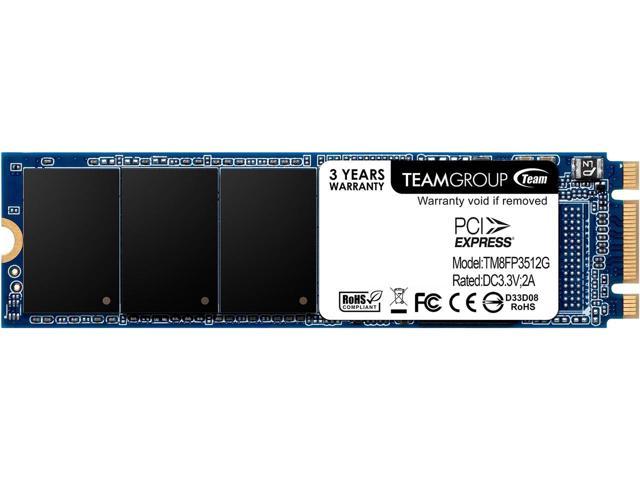 3 YEARS
WARRANTY
TEAMGROUP Team
Warranty void if removed
PCI
EXPRESS®
Model:TM8FP3512G
Rated:DC3.3V;2A
RoHS
COMPLIANT
FC CE D33D08
RoHS